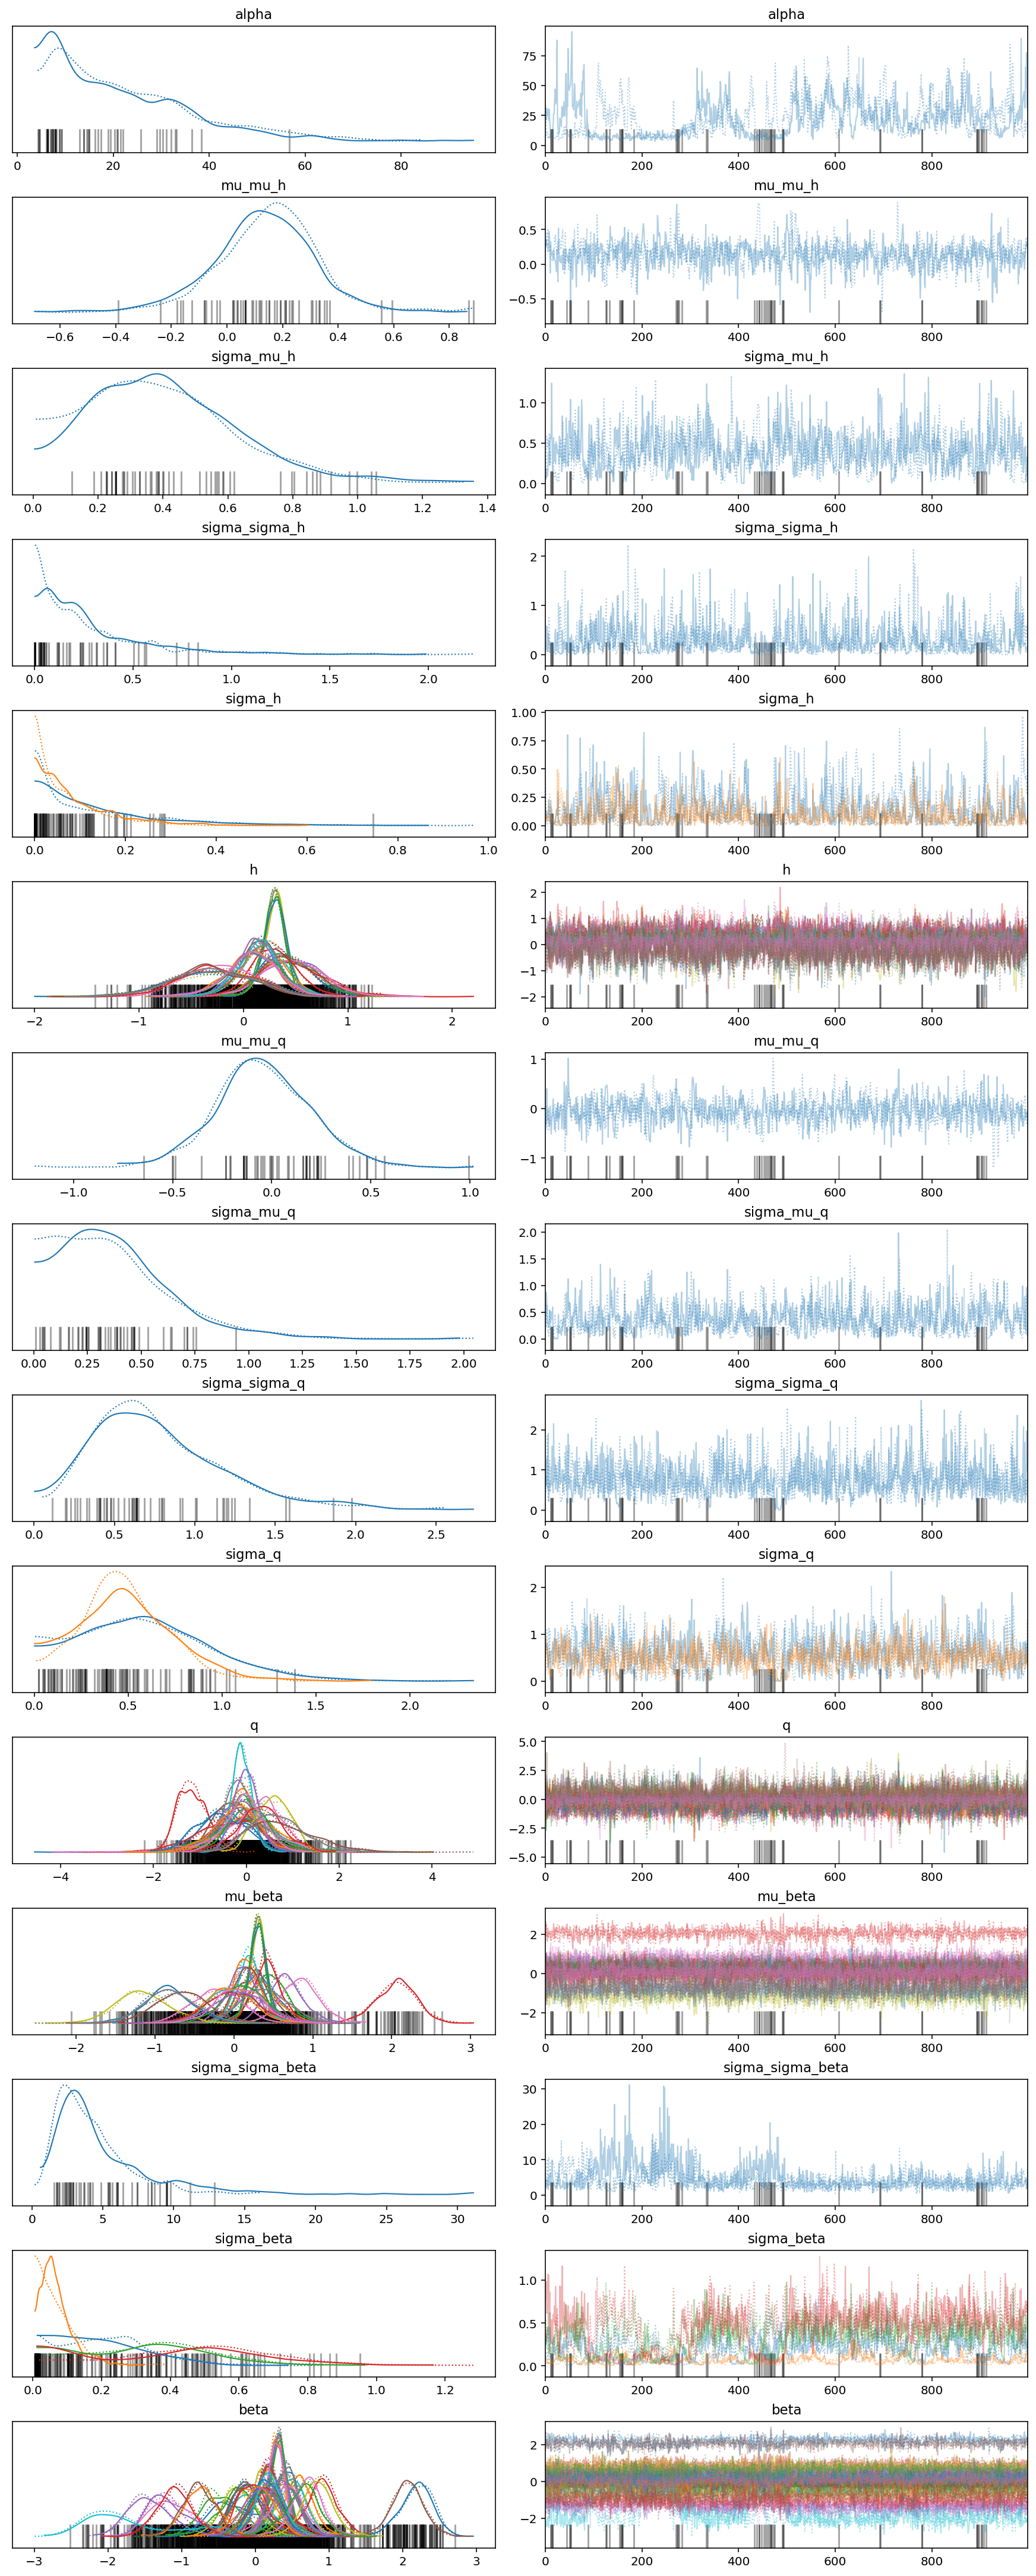 alpha alpha
75
50
25
0
0 20 40 60 80 0 200 400 600 800
mu_mu_h mu_mu_h
0.5
0.0
−0.5
−0.6 −0.4 −0.2 0.0 0.2 0.4 0.6 0.8 0 200 400 600 800
sigma_mu_h sigma_mu_h
1.0
0.5
0.0
0.0 0.2 0.4 0.6 0.8 1.0 1.2 1.4 0 200 400 600 800
sigma_sigma_h sigma_sigma_h
2
1
0
0.0 0.5 1.0 1.5 2.0 0 200 400 600 800
sigma_h sigma_h
1.00
0.75
0.50
0.25
0.00
0.0 0.2 0.4 0.6 0.8 1.0 0 200 400 600 800
h h
2
1
0
−1
−2
−2 −1 0 1 2 0 200 400 600 800
mu_mu_q mu_mu_q
1
0
−1
−1.0 −0.5 0.0 0.5 1.0 0 200 400 600 800
sigma_mu_q sigma_mu_q
2.0
1.5
1.0
0.5
0.0
0.00 0.25 0.50 0.75 1.00 1.25 1.50 1.75 2.00 0 200 400 600 800
sigma_sigma_q sigma_sigma_q
2
1
0
0.0 0.5 1.0 1.5 2.0 2.5 0 200 400 600 800
sigma_q sigma_q
2
1
0
0.0 0.5 1.0 1.5 2.0 0 200 400 600 800
q q
5.0
2.5
0.0
−2.5
−5.0
−4 −2 0 2 4 0 200 400 600 800
mu_beta mu_beta
2
0
−2
−2 −1 0 1 2 3 0 200 400 600 800
sigma_sigma_beta sigma_sigma_beta
30
20
10
0
0 5 10 15 20 25 30 0 200 400 600 800
sigma_beta sigma_beta
1.0
0.5
0.0
0.0 0.2 0.4 0.6 0.8 1.0 1.2 0 200 400 600 800
beta beta
2
0
−2
−3 −2 −1 0 1 2 3 0 200 400 600 800